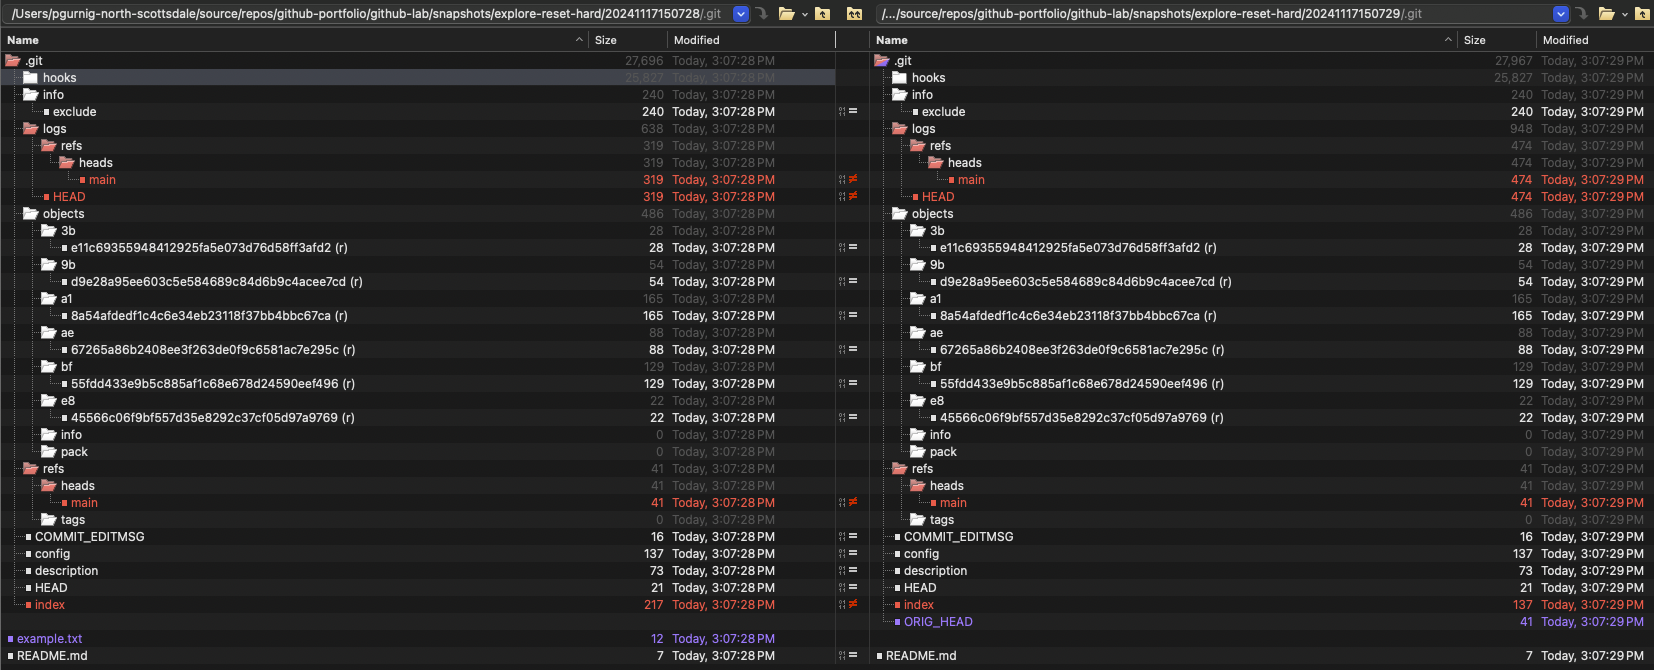 /Users/pgurnig-north-scottsdale/source/repos/github-portfolio/github-lab/snapshots/explore-reset-hard/20241117150728/.git /.../source/repos/github-portfolio/github-lab/snapshots/explore-reset-hard/20241117150729/.git
Name Size Modified Name Size Modified
.git 27,696 Today, 3:07:28 PM .git 27,967 Today, 3:07:29 PM
hooks 25,827 Today, 3:07:28 PM hooks 25,827 Today, 3:07:29 PM
info 240 Today, 3:07:28 PM info 240 Today, 3:07:29 PM
exclude 240 Today, 3:07:28 PM = exclude 240 Today, 3:07:29 PM
logs 638 Today, 3:07:28 PM logs 948 Today, 3:07:29 PM
refs 319 Today, 3:07:28 PM refs 474 Today, 3:07:29 PM
heads 319 Today, 3:07:28 PM heads 474 Today, 3:07:29 PM
main 319 Today, 3:07:28 PM ≠ main 474 Today, 3:07:29 PM
HEAD 319 Today, 3:07:28 PM ≠ HEAD 474 Today, 3:07:29 PM
objects 486 Today, 3:07:28 PM objects 486 Today, 3:07:29 PM
3b 28 Today, 3:07:28 PM 3b 28 Today, 3:07:29 PM
e11c69355948412925fa5e073d76d58ff3afd2 (r) 28 Today, 3:07:28 PM = e11c69355948412925fa5e073d76d58ff3afd2 (r) 28 Today, 3:07:29 PM
9b 54 Today, 3:07:28 PM 9b 54 Today, 3:07:29 PM
d9e28a95ee603c5e584689c84d6b9c4acee7cd (r) 54 Today, 3:07:28 PM = d9e28a95ee603c5e584689c84d6b9c4acee7cd (r) 54 Today, 3:07:29 PM
a1 165 Today, 3:07:28 PM a1 165 Today, 3:07:29 PM
8a54afdedf1c4c6e34eb23118f37bb4bbc67ca (r) 165 Today, 3:07:28 PM = 8a54afdedf1c4c6e34eb23118f37bb4bbc67ca (r) 165 Today, 3:07:29 PM
ae 88 Today, 3:07:28 PM ae 88 Today, 3:07:29 PM
67265a86b2408ee3f263de0f9c6581ac7e295c (r) 88 Today, 3:07:28 PM = 67265a86b2408ee3f263de0f9c6581ac7e295c (r) 88 Today, 3:07:29 PM
bf 129 Today, 3:07:28 PM bf 129 Today, 3:07:29 PM
55fdd433e9b5c885af1c68e678d24590eef496 (r) 129 Today, 3:07:28 PM = 55fdd433e9b5c885af1c68e678d24590eef496 (r) 129 Today, 3:07:29 PM
e8 22 Today, 3:07:28 PM e8 22 Today, 3:07:29 PM
45566c06f9bf557d35e8292c37cf05d97a9769 (r) 22 Today, 3:07:28 PM = 45566c06f9bf557d35e8292c37cf05d97a9769 (r) 22 Today, 3:07:29 PM
info 0 Today, 3:07:28 PM info 0 Today, 3:07:29 PM
pack 0 Today, 3:07:28 PM pack 0 Today, 3:07:29 PM
refs 41 Today, 3:07:28 PM refs 41 Today, 3:07:29 PM
heads 41 Today, 3:07:28 PM heads 41 Today, 3:07:29 PM
main 41 Today, 3:07:28 PM ≠ main 41 Today, 3:07:29 PM
tags 0 Today, 3:07:28 PM tags 0 Today, 3:07:29 PM
COMMIT_EDITMSG 16 Today, 3:07:28 PM = COMMIT_EDITMSG 16 Today, 3:07:29 PM
config 137 Today, 3:07:28 PM = config 137 Today, 3:07:29 PM
description 73 Today, 3:07:28 PM = description 73 Today, 3:07:29 PM
HEAD 21 Today, 3:07:28 PM = HEAD 21 Today, 3:07:29 PM
index 217 Today, 3:07:28 PM ≠ index 137 Today, 3:07:29 PM
ORIG_HEAD 41 Today, 3:07:29 PM
example.txt 12 Today, 3:07:28 PM
README.md 7 Today, 3:07:28 PM = README.md 7 Today, 3:07:29 PM